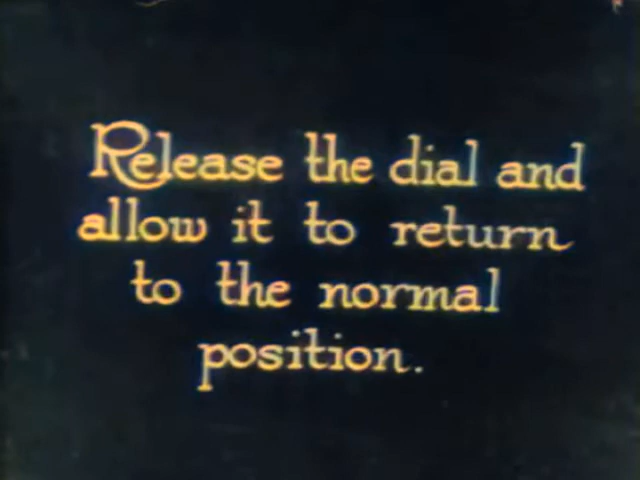 Release the dial and
allow it to return
to the normal
position.